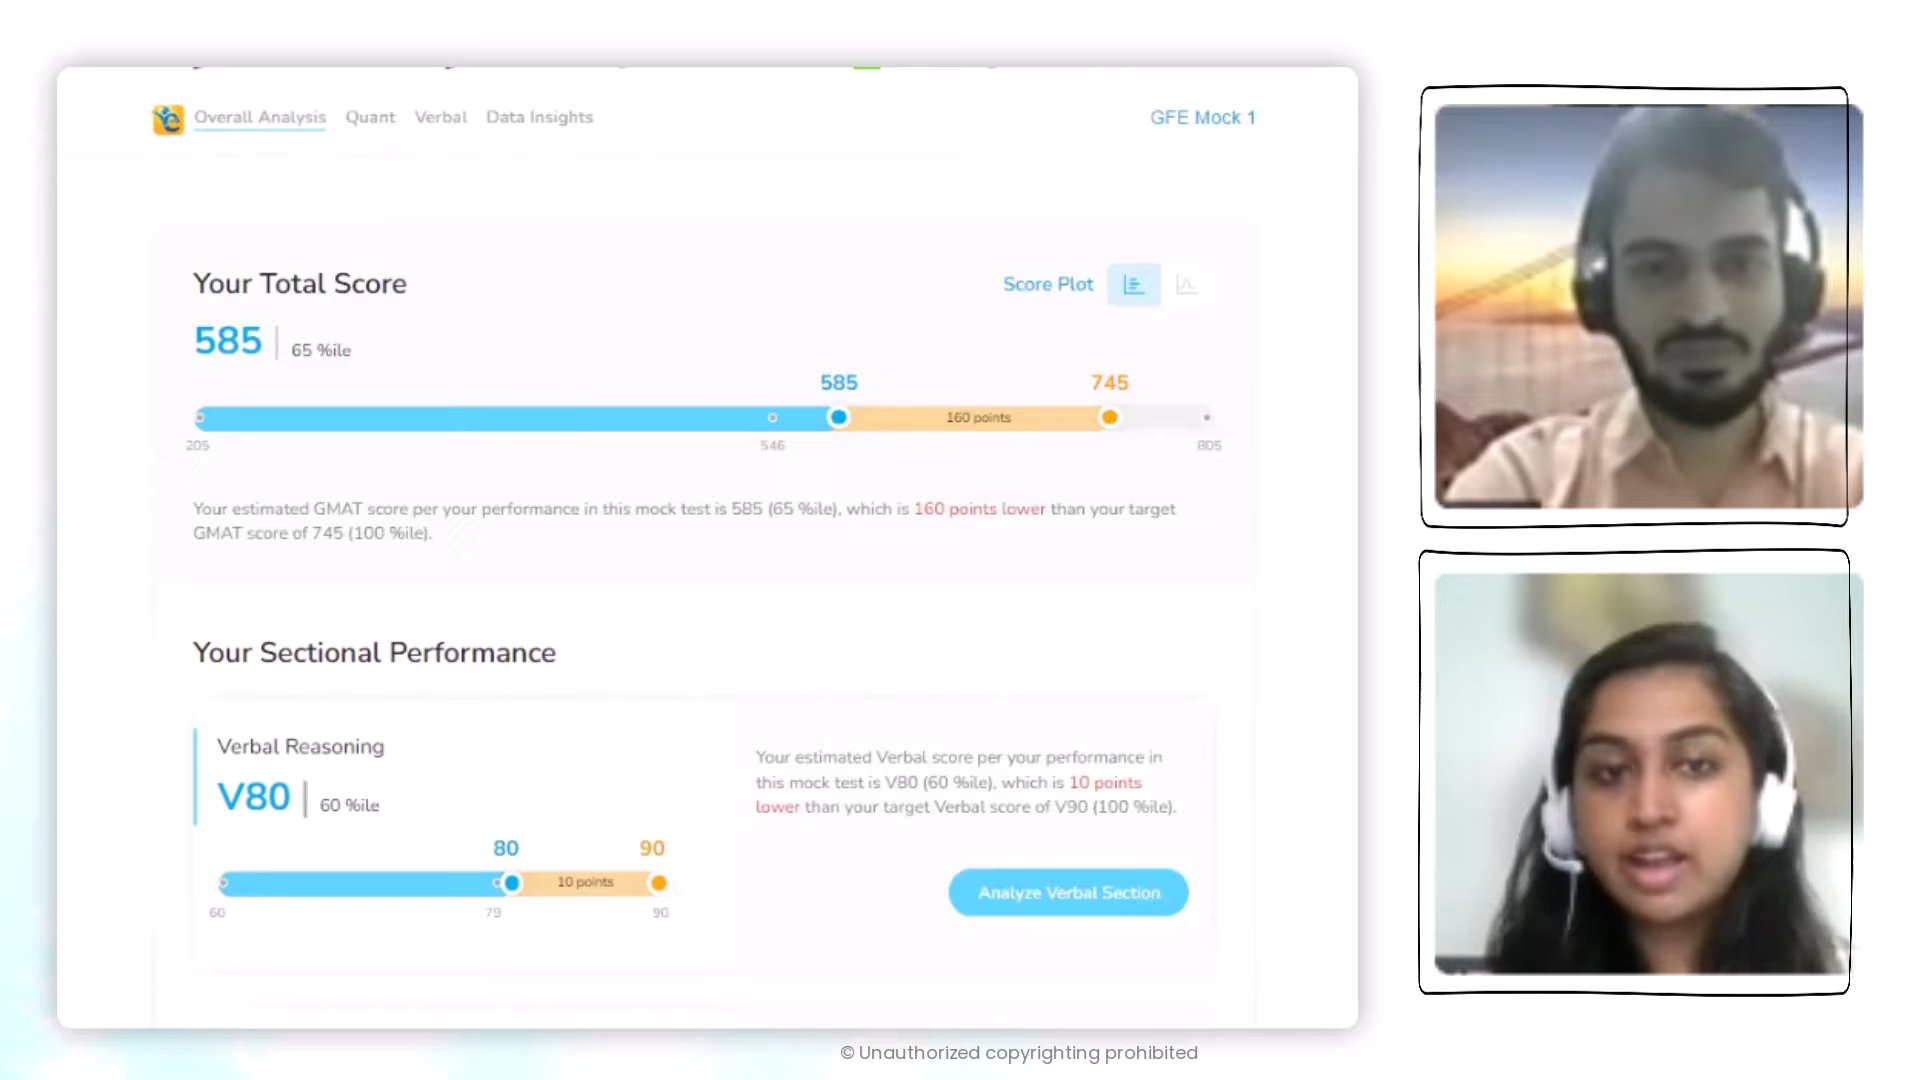 Overall Analysis Quant Verbal Data Insights GFE Mock 1
Your Total Score
Score Plot
585 65 %ile
585 745
160 points
205 546 805
Your estimated GMAT score per your performance in this mock test is 585 (65 %ile), which is 160 points lower than your target
GMAT score of 745 (100 %ile).
Your Sectional Performance
Verbal Reasoning
V80 60 %ile
80 90
10 points
60 79 90
Your estimated Verbal score per your performance in
this mock test is V80 (60 %ile), which is 10 points
lower than your target Verbal score of V90 (100 %ile).
Analyze Verbal Section
© Unauthorized copyrighting prohibited